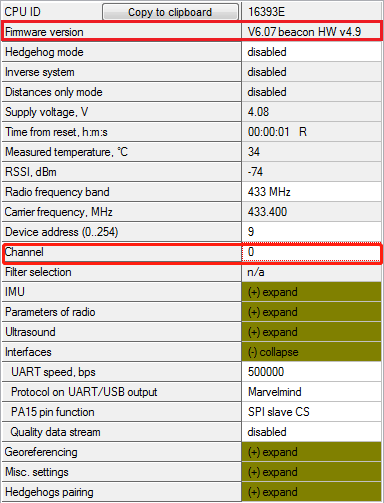 CPU ID Copy to clipboard 16393E
Firmware version V6.07 beacon HW v4.9
Hedgehog mode disabled
Inverse system disabled
Distances only mode disabled
Supply voltage, V 4.08
Time from reset, h:m:s 00:00:01 R
Measured temperature, °C 34
RSSI, dBm -74
Radio frequency band 433 MHz
Carrier frequency, MHz 433.400
Device address (0..254) 9
Channel 0
Filter selection n/a
IMU (+) expand
Parameters of radio (+) expand
Ultrasound (+) expand
Interfaces (-) collapse
UART speed, bps 500000
Protocol on UART/USB output Marvelmind
PA15 pin function SPI slave CS
Quality data stream disabled
Georeferencing (+) expand
Misc. settings (+) expand
Hedgehogs pairing (+) expand